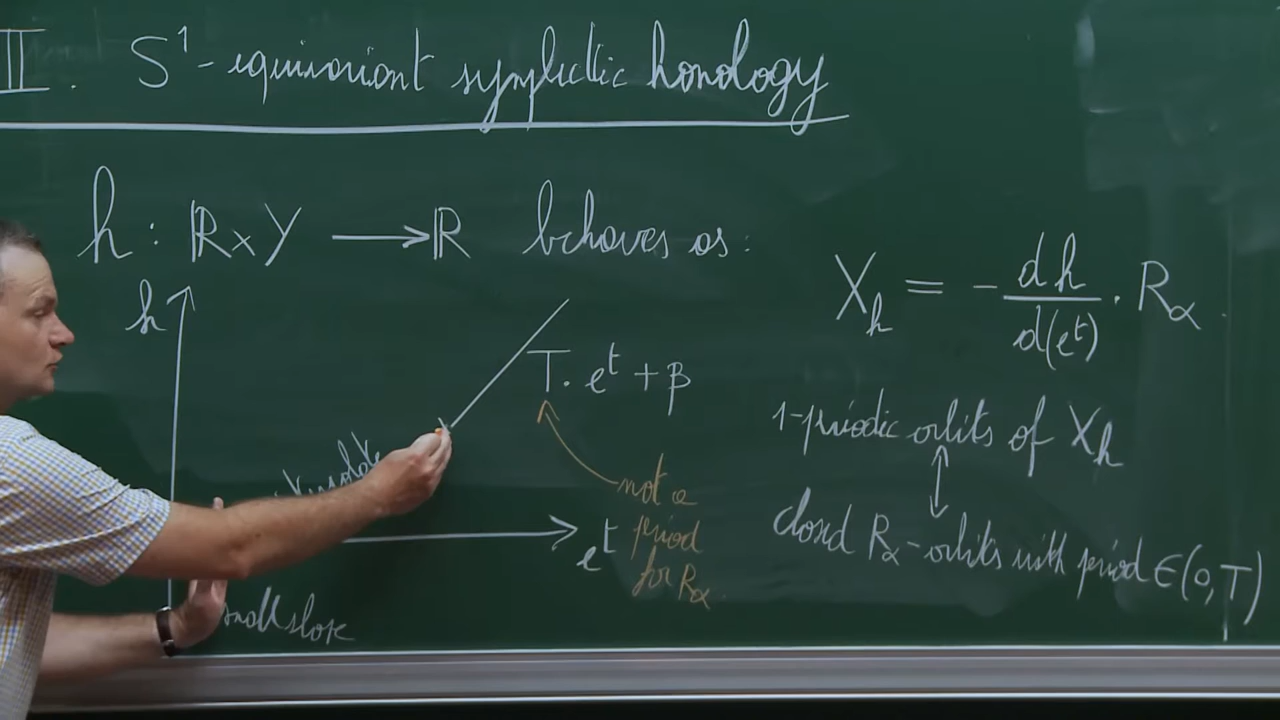 II. S¹-equivariant symplectic homology
h : ℝ × Y ⟶ ℝ behaves as:
h
T. e^t + β
e^t
not a
period
for R_α
small slope
X_h = - dh/d(e^t) . R_α
1-periodic orbits of X_h
↕
closed R_α-orbits with period ∈ (0, T)